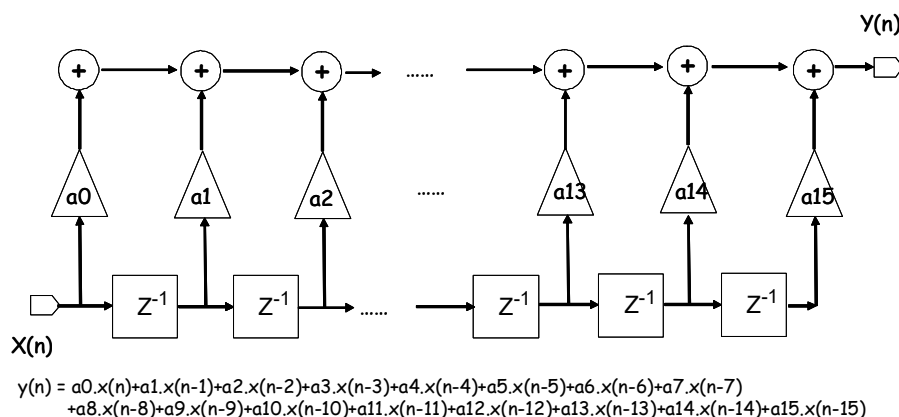 Y(n)
+ + + ...... + + +
a0 a1 a2 ...... a13 a14 a15
Z-1 Z-1 ...... Z-1 Z-1 Z-1
X(n)
y(n) = a0.x(n)+a1.x(n-1)+a2.x(n-2)+a3.x(n-3)+a4.x(n-4)+a5.x(n-5)+a6.x(n-6)+a7.x(n-7)
+a8.x(n-8)+a9.x(n-9)+a10.x(n-10)+a11.x(n-11)+a12.x(n-12)+a13.x(n-13)+a14.x(n-14)+a15.x(n-15)